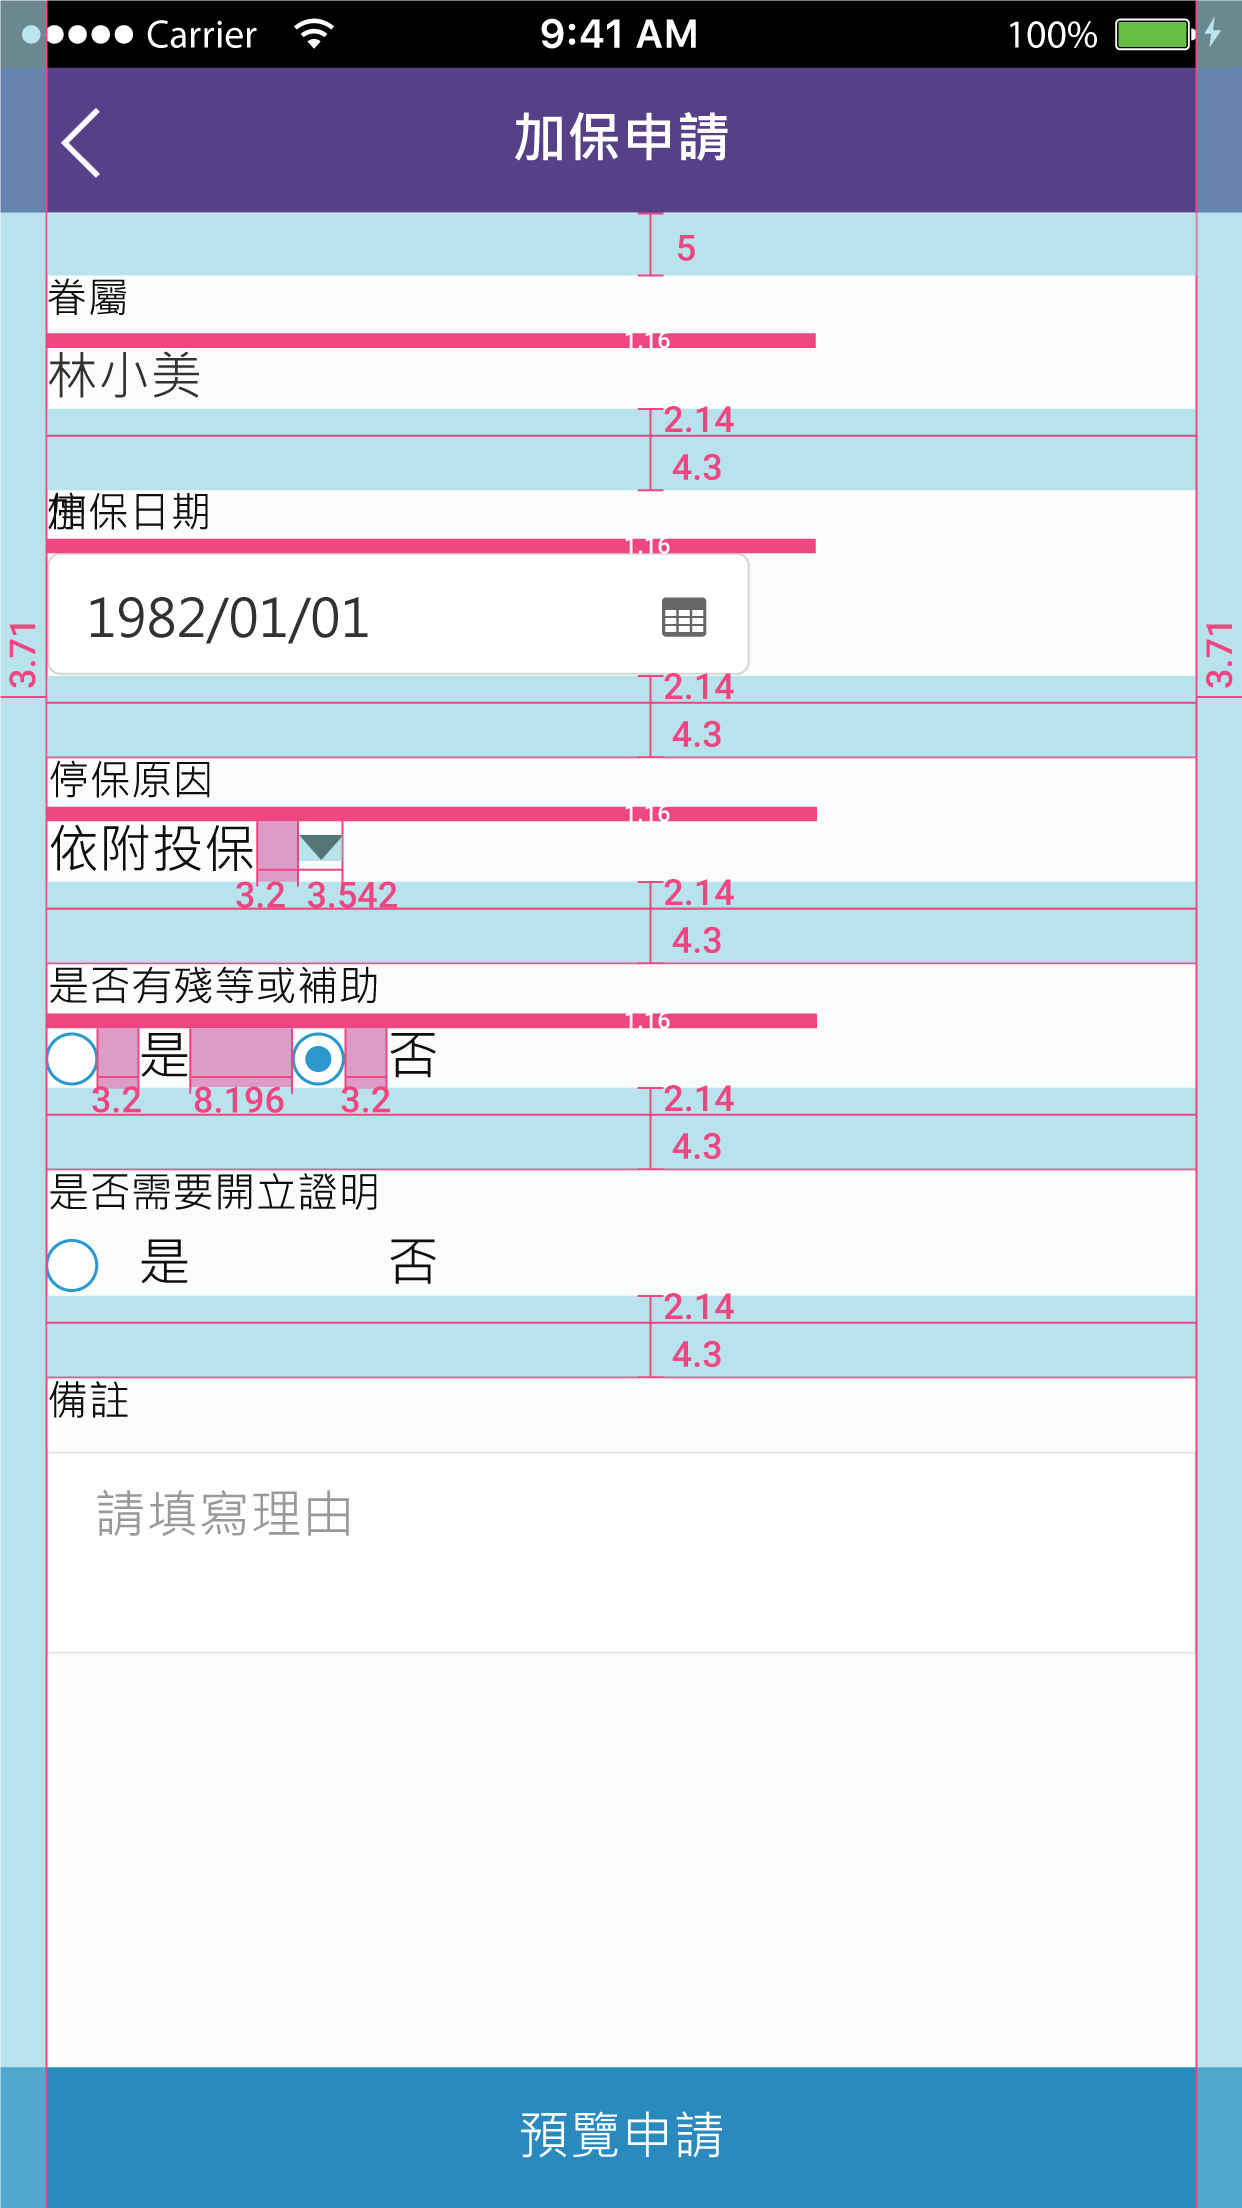 Carrier 9:41 AM 100%
加保申請
5
眷屬
1.16
林小美
2.14
4.3
保日期
1.16
1982/01/01
3.71 3.71
2.14
4.3
停保原因
1.16
依附投保
3.2 3.542 2.14
4.3
是否有殘等或補助
1.16
是 否
3.2 8.196 3.2 2.14
4.3
是否需要開立證明
是 否
2.14
4.3
備註
請填寫理由
預覽申請